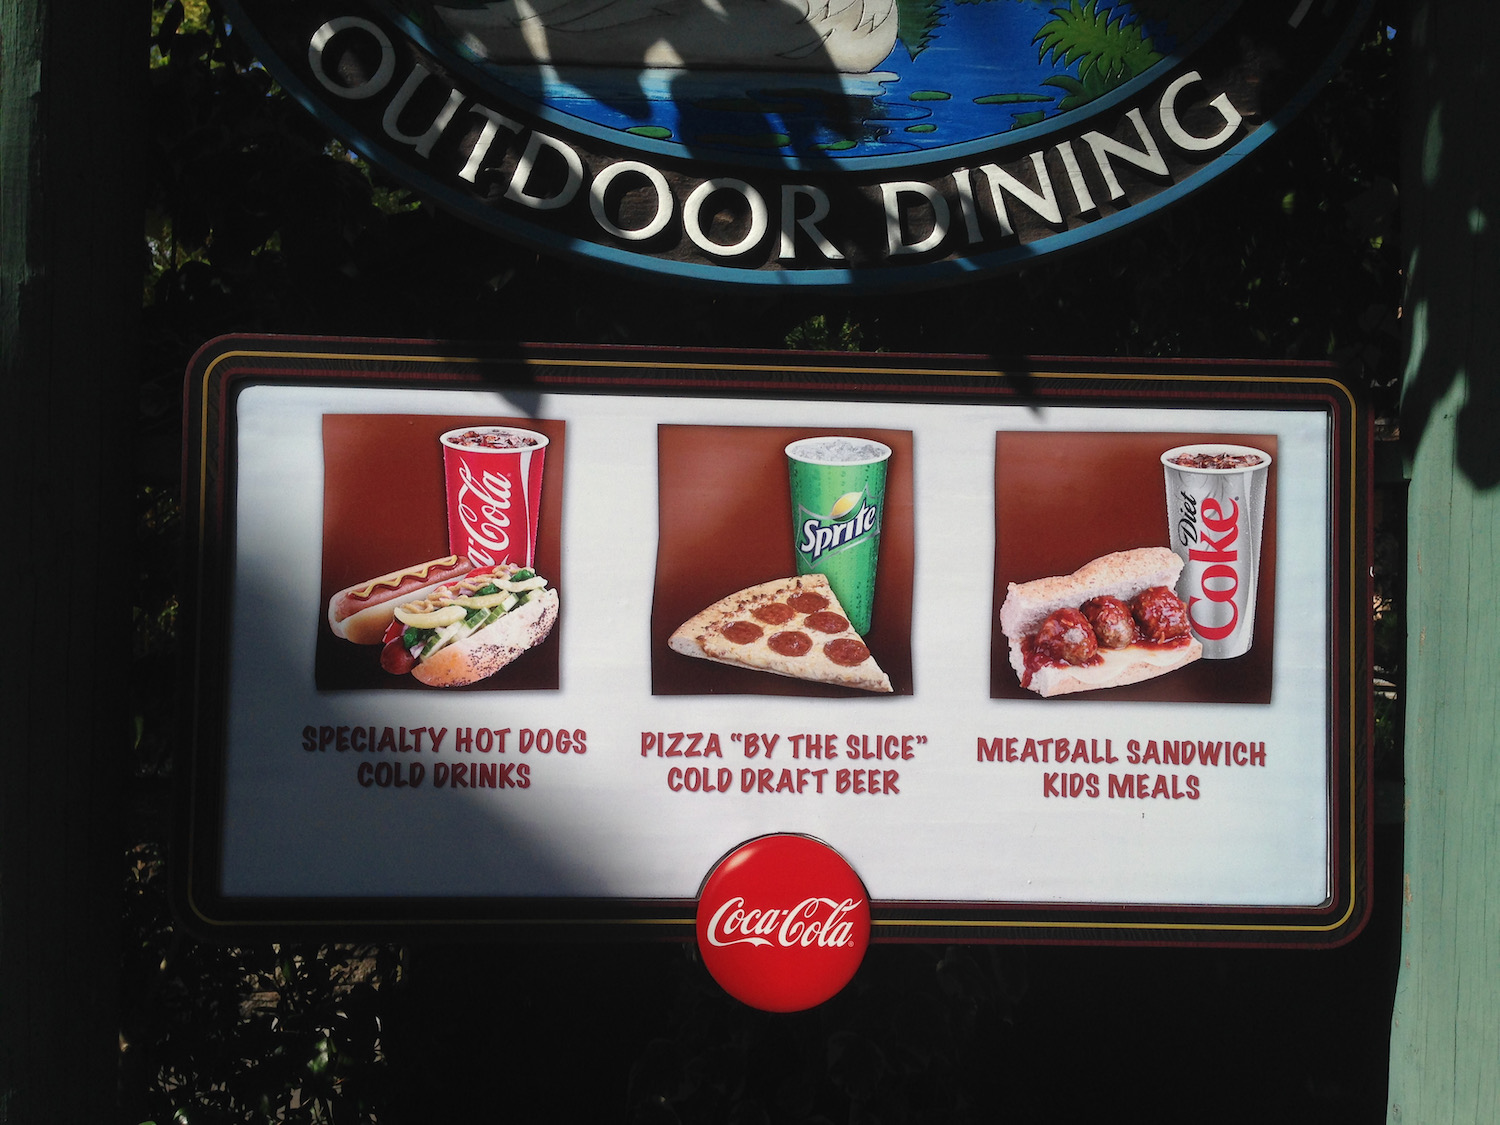 OUTDOOR DINING
Coca-Cola
Sprite
Diet
Coke
SPECIALTY HOT DOGS
COLD DRINKS
PIZZA “BY THE SLICE”
COLD DRAFT BEER
MEATBALL SANDWICH
KIDS MEALS
Coca-Cola